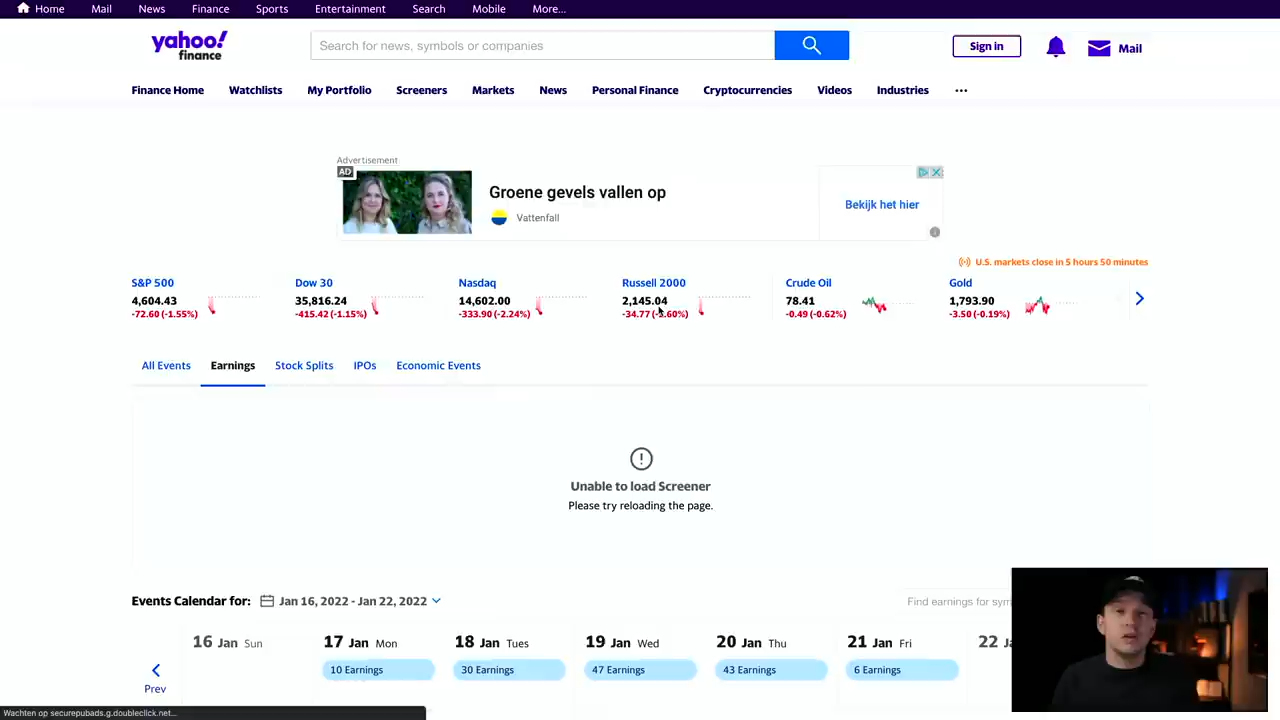 Home Mail News Finance Sports Entertainment Search Mobile More...
yahoo!
finance
Search for news, symbols or companies
Sign in
Mail
Finance Home Watchlists My Portfolio Screeners Markets News Personal Finance Cryptocurrencies Videos Industries ...
Advertisement
AD
Groene gevels vallen op
Vattenfall
Bekijk het hier
U.S. markets close in 5 hours 50 minutes
S&P 500 Dow 30 Nasdaq Russell 2000 Crude Oil Gold
4,604.43 35,816.24 14,602.00 2,145.04 78.41 1,793.90
-72.60 (-1.55%) -415.42 (-1.15%) -333.90 (-2.24%) -34.77 -0.49 (-0.62%) -3.50 (-0.19%)
All Events Earnings Stock Splits IPOs Economic Events
Unable to load Screener
Please try reloading the page.
Events Calendar for: Jan 16, 2022 - Jan 22, 2022
Find earnings for
16 Jan Sun 17 Jan Mon 18 Jan Tues 19 Jan Wed 20 Jan Thu 21 Jan Fri 22
10 Earnings 30 Earnings 47 Earnings 43 Earnings 6 Earnings
Prev
Wachten op securepubads.g.doubleclick.net...